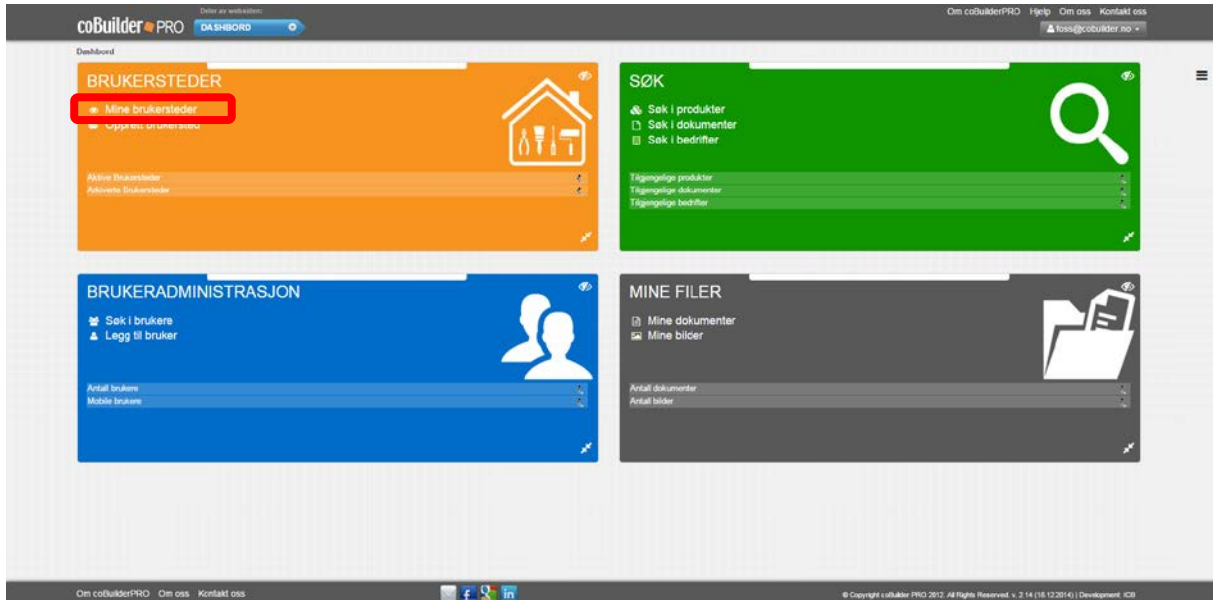 Deler av websiden:
coBuilder PRO DASHBORD
Om coBuilderPRO Hjelp Om oss Kontakt oss
foss@cobuilder.no
Dashbord
BRUKERSTEDER
Mine brukersteder
Opprett brukersted
Aktive Brukersteder
Arkiverte Brukersteder
SØK
Søk i produkter
Søk i dokumenter
Søk i bedrifter
Tilgjengelige produkter
Tilgjengelige dokumenter
Tilgjengelige bedrifter
BRUKERADMINISTRASJON
Søk i brukere
Legg til bruker
Antall brukere
Mobile brukere
MINE FILER
Mine dokumenter
Mine bilder
Antall dokumenter
Antall bilder
Om coBuilderPRO Om oss Kontakt oss
© Copyright coBuilder PRO 2012. All Rights Reserved. v. 2.14 (18.12.2014) | Development: ICB